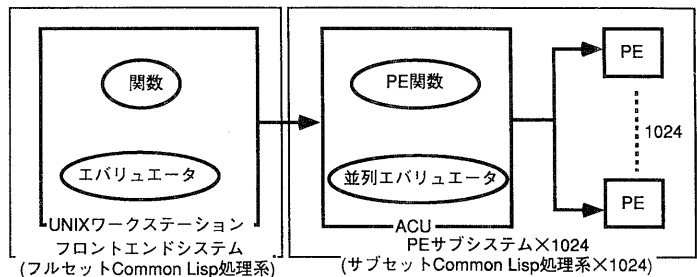 関数
エバリュエータ
UNIXワークステーション
フロントエンドシステム
(フルセットCommon Lisp処理系)
PE関数
並列エバリュエータ
ACU
PEサブシステム×1024
(サブセットCommon Lisp処理系×1024)
PE
1024
PE